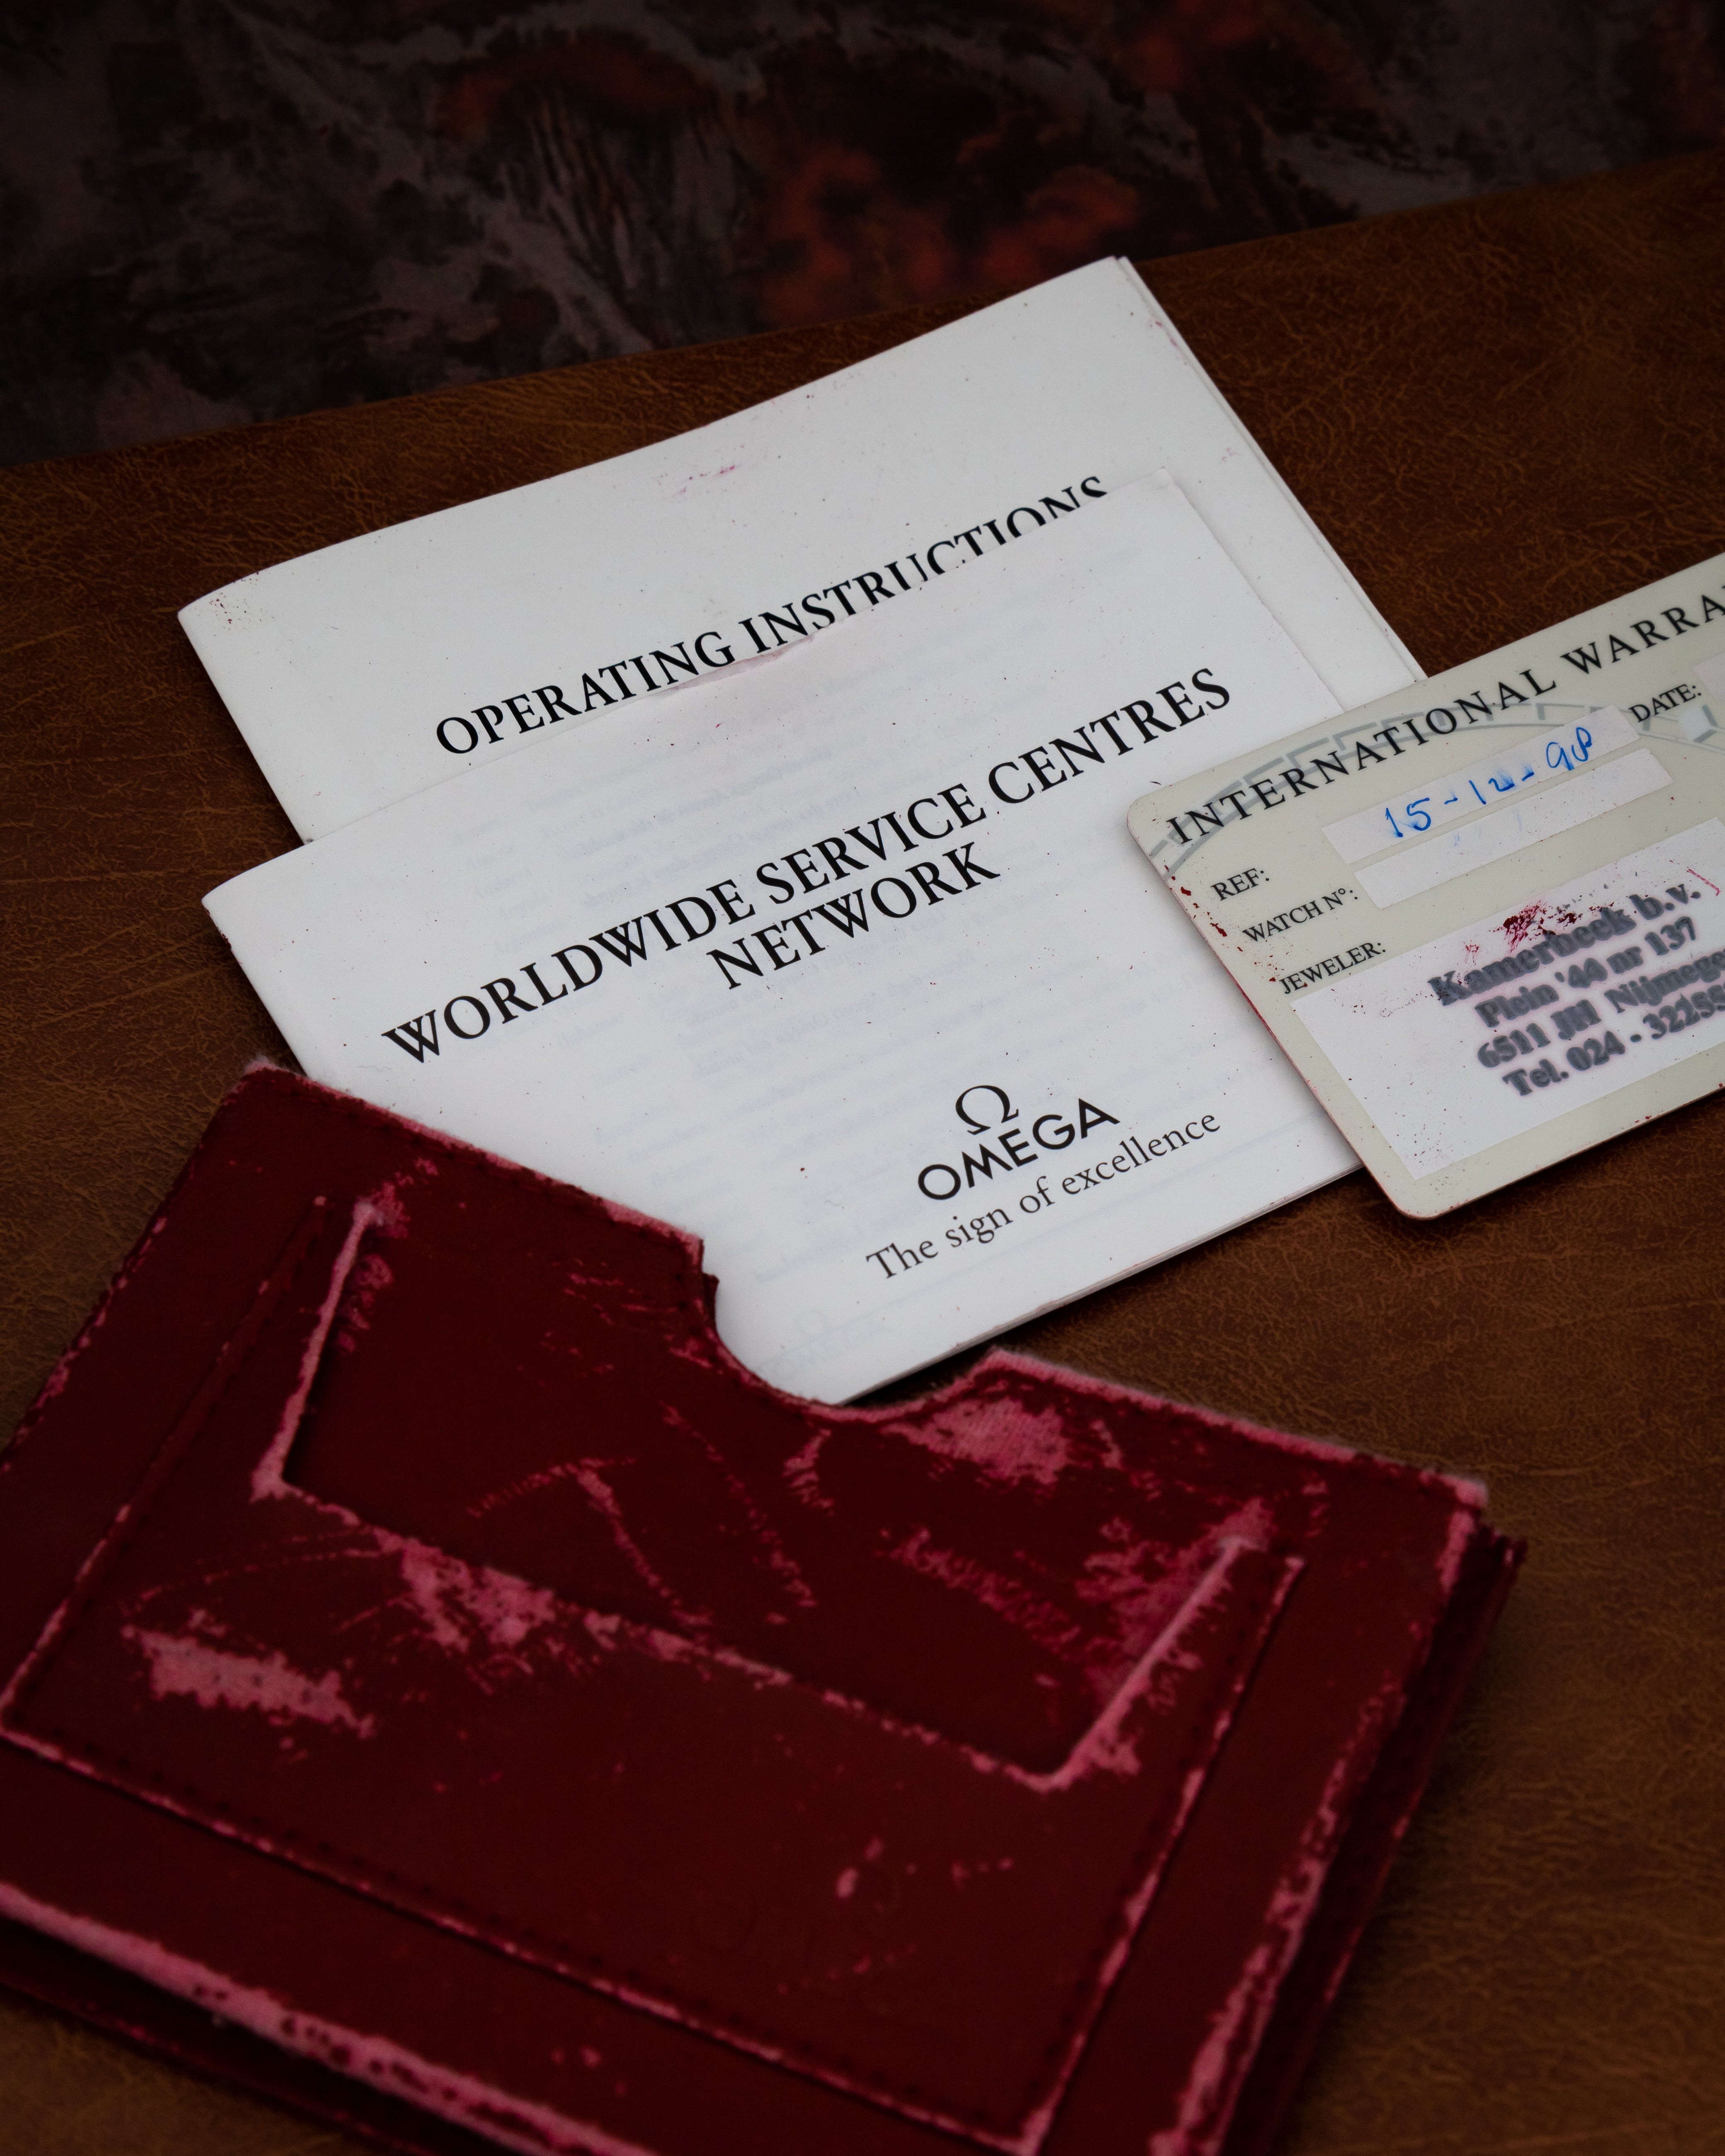 OPERATING INSTRUCTIONS
WORLDWIDE SERVICE CENTRES
NETWORK
Ω
OMEGA
The sign of excellence
INTERNATIONAL WARRA
DATE:
15-12-98
REF:
WATCH N°:
JEWELER:
Kamerbeek b.v.
Plein '44 nr 137
6511 JH Nijmege
Tel. 024 - 32255